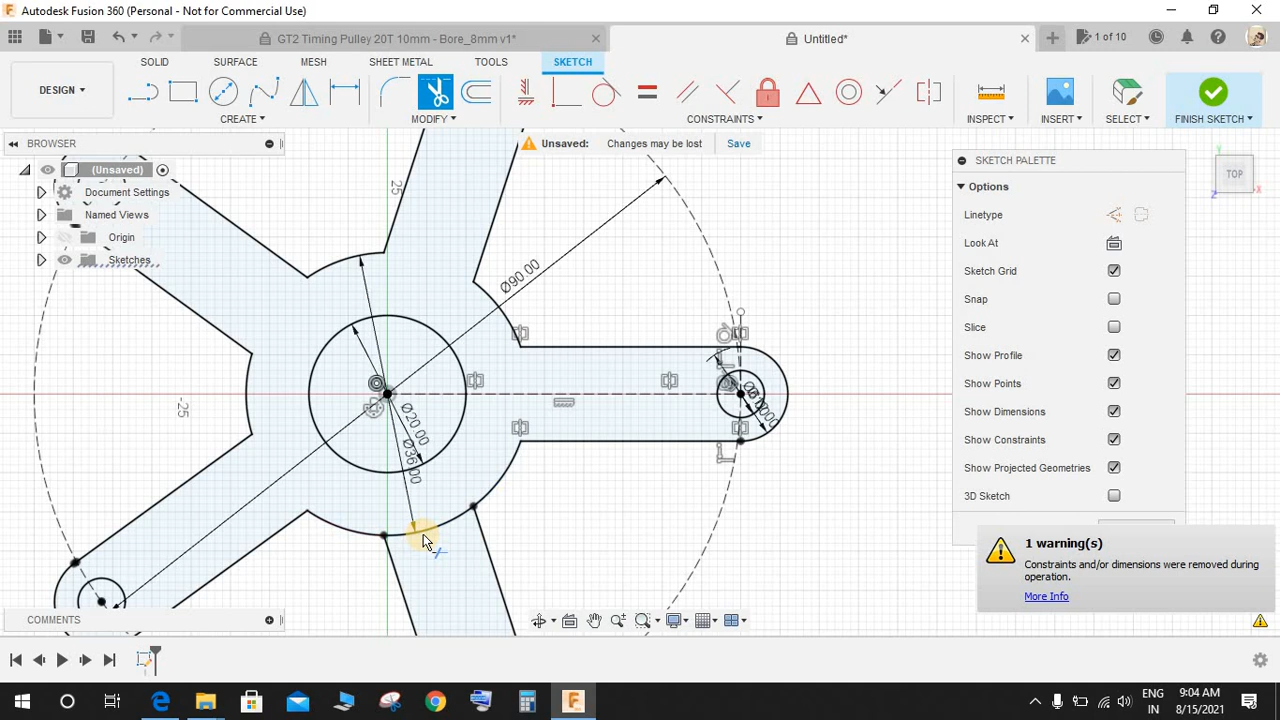 Autodesk Fusion 360 (Personal - Not for Commercial Use)
GT2 Timing Pulley 20T 10mm - Bore_8mm v1*
Untitled*
1 of 10
SOLID
SURFACE
MESH
SHEET METAL
TOOLS
SKETCH
DESIGN
CREATE
MODIFY
CONSTRAINTS
INSPECT
INSERT
SELECT
FINISH SKETCH
BROWSER
Unsaved: Changes may be lost Save
SKETCH PALETTE
TOP
(Unsaved)
Options
Document Settings
Linetype
Named Views
Origin
Look At
Sketches
Sketch Grid
Snap
Slice
Show Profile
Show Points
Show Dimensions
Show Constraints
Show Projected Geometries
3D Sketch
25
Ø90.00
-25
Ø20.00
Ø36.00
1 warning(s)
Constraints and/or dimensions were removed during
operation.
More Info
COMMENTS
ENG
IN
9:04 AM
8/15/2021